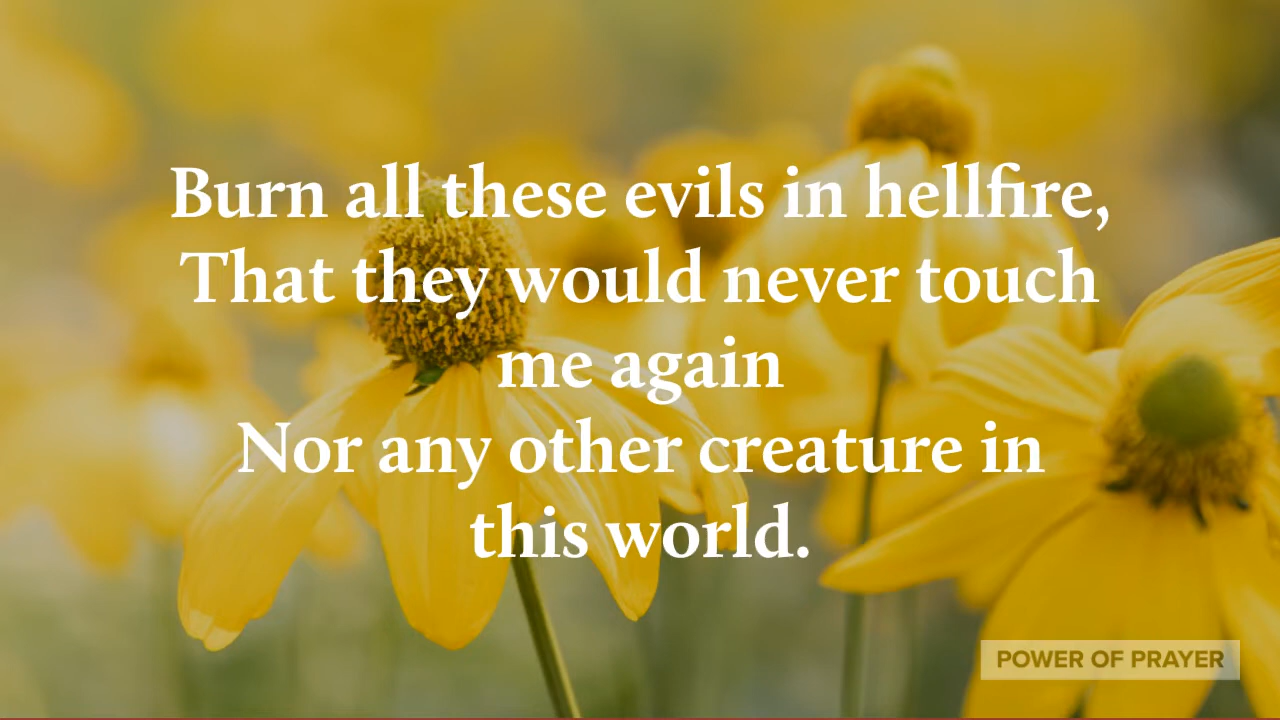 Burn all these evils in hellfire,
That they would never touch
me again
Nor any other creature in
this world.
POWER OF PRAYER